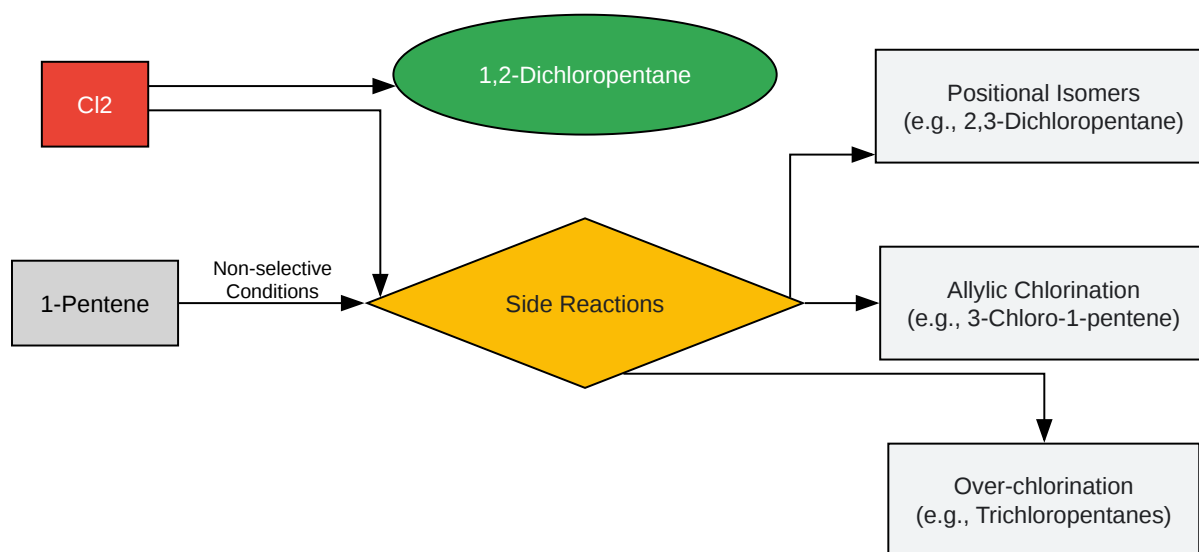 1,2-Dichloropentane
Cl2
Positional Isomers
(e.g., 2,3-Dichloropentane)
Non-selective
Conditions
1-Pentene
Side Reactions
Allylic Chlorination
(e.g., 3-Chloro-1-pentene)
Over-chlorination
(e.g., Trichloropentanes)